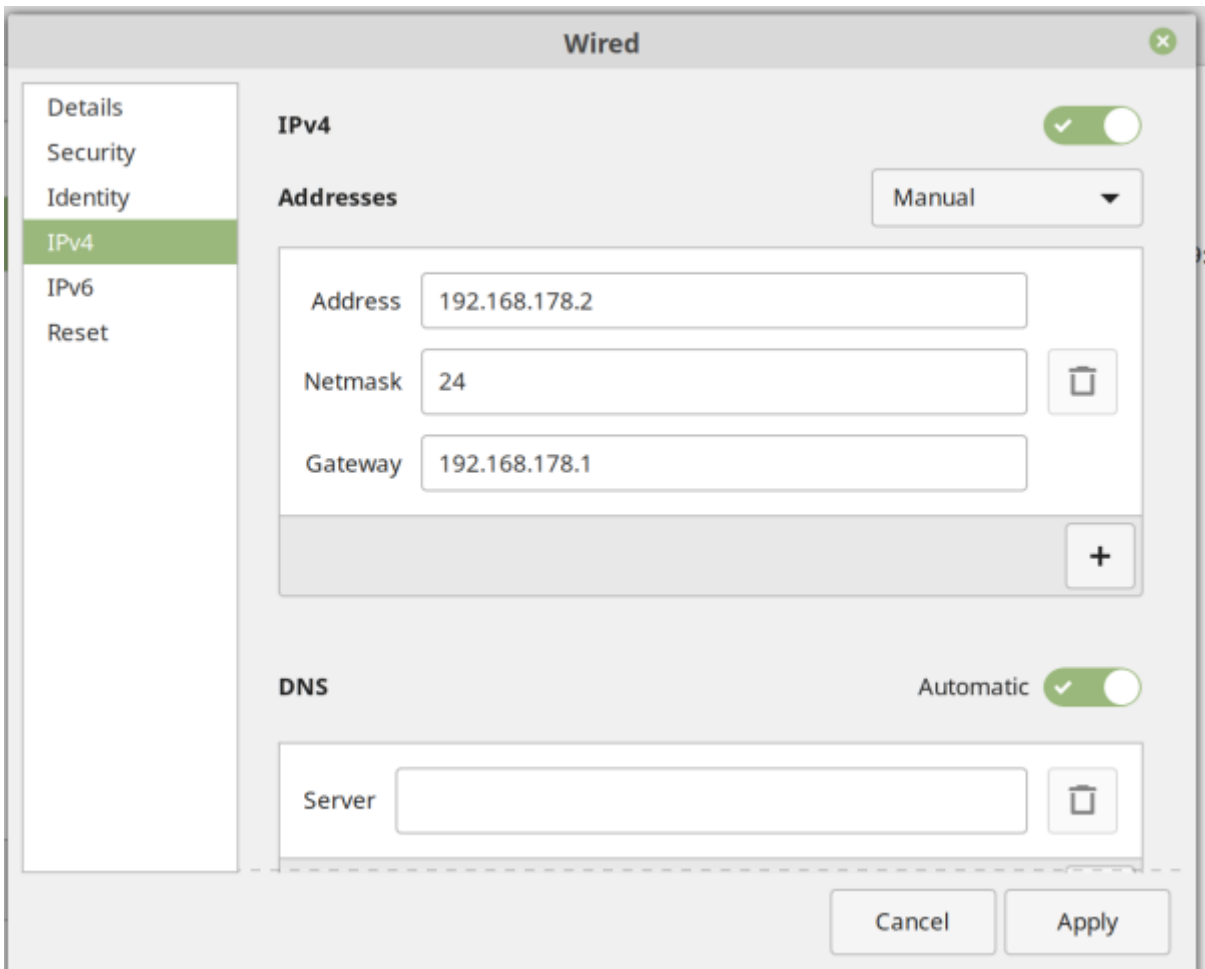 Wired
Details
Security
Identity
IPv4
IPv6
Reset
IPv4
Addresses
Manual
Address 192.168.178.2
Netmask 24
Gateway 192.168.178.1
+
DNS Automatic
Server
Cancel Apply